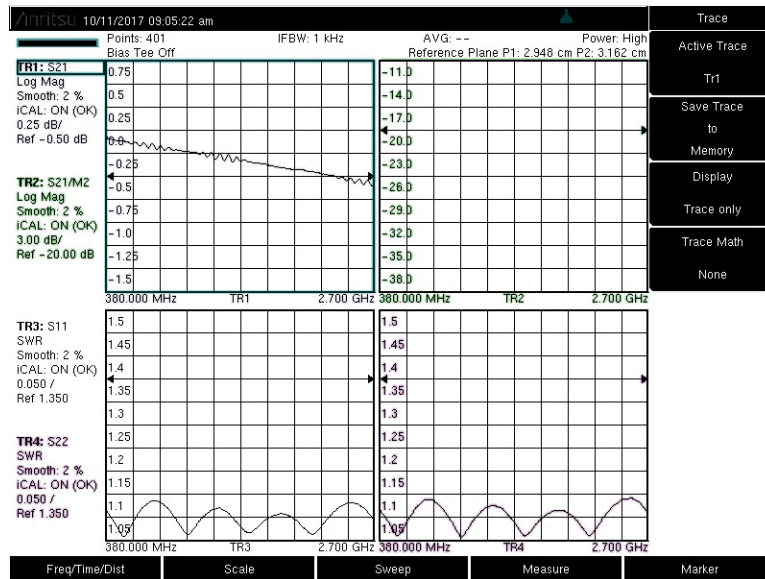 /inritsu 10/11/2017 09:05:22 am
Trace
Points: 401 IFBW: 1 kHz AVG: -- Power: High
Bias Tee Off Reference Plane P1: 2.948 cm P2: 3.162 cm
Active Trace
Tr1
Save Trace
to
Memory
Display
Trace only
Trace Math
None
TR1: S21
Log Mag
Smooth: 2 %
iCAL: ON (OK)
0.25 dB/
Ref -0.50 dB
TR2: S21/M2
Log Mag
Smooth: 2 %
iCAL: ON (OK)
3.00 dB/
Ref -20.00 dB
0.75
0.5
0.25
0.0
-0.25
-0.5
-0.75
-1.0
-1.25
-1.5
380.000 MHz TR1 2.700 GHz
-11.0
-14.0
-17.0
-20.0
-23.0
-26.0
-29.0
-32.0
-35.0
-38.0
380.000 MHz TR2 2.700 GHz
TR3: S11
SWR
Smooth: 2 %
iCAL: ON (OK)
0.050 /
Ref 1.350
TR4: S22
SWR
Smooth: 2 %
iCAL: ON (OK)
0.050 /
Ref 1.350
1.5
1.45
1.4
1.35
1.3
1.25
1.2
1.15
1.1
1.05
380.000 MHz TR3 2.700 GHz
1.5
1.45
1.4
1.35
1.3
1.25
1.2
1.15
1.1
1.05
380.000 MHz TR4 2.700 GHz
Freq/Time/Dist Scale Sweep Measure Marker